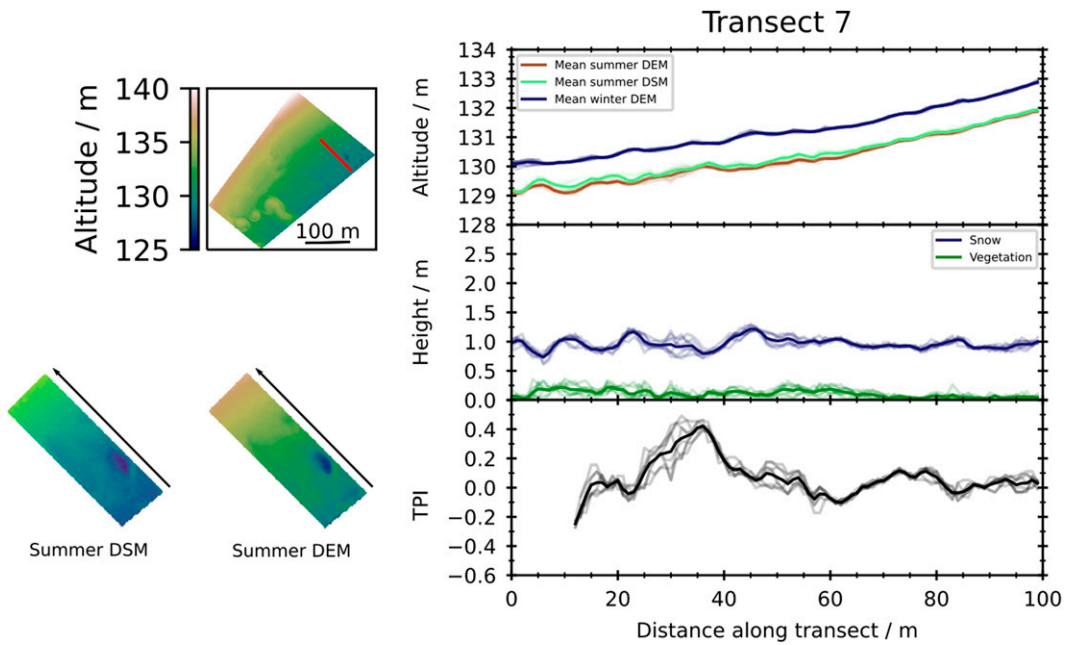 Transect 7
Altitude / m
140
135
130
125
100 m
Altitude / m
134
133
132
131
130
129
128
Mean summer DEM
Mean summer DSM
Mean winter DEM
Height / m
128
2.5
2.0
1.5
1.0
0.5
0.0
Snow
Vegetation
TPI
0.4
0.2
0.0
−0.2
−0.4
−0.6
0 20 40 60 80 100
Distance along transect / m
Summer DSM
Summer DEM